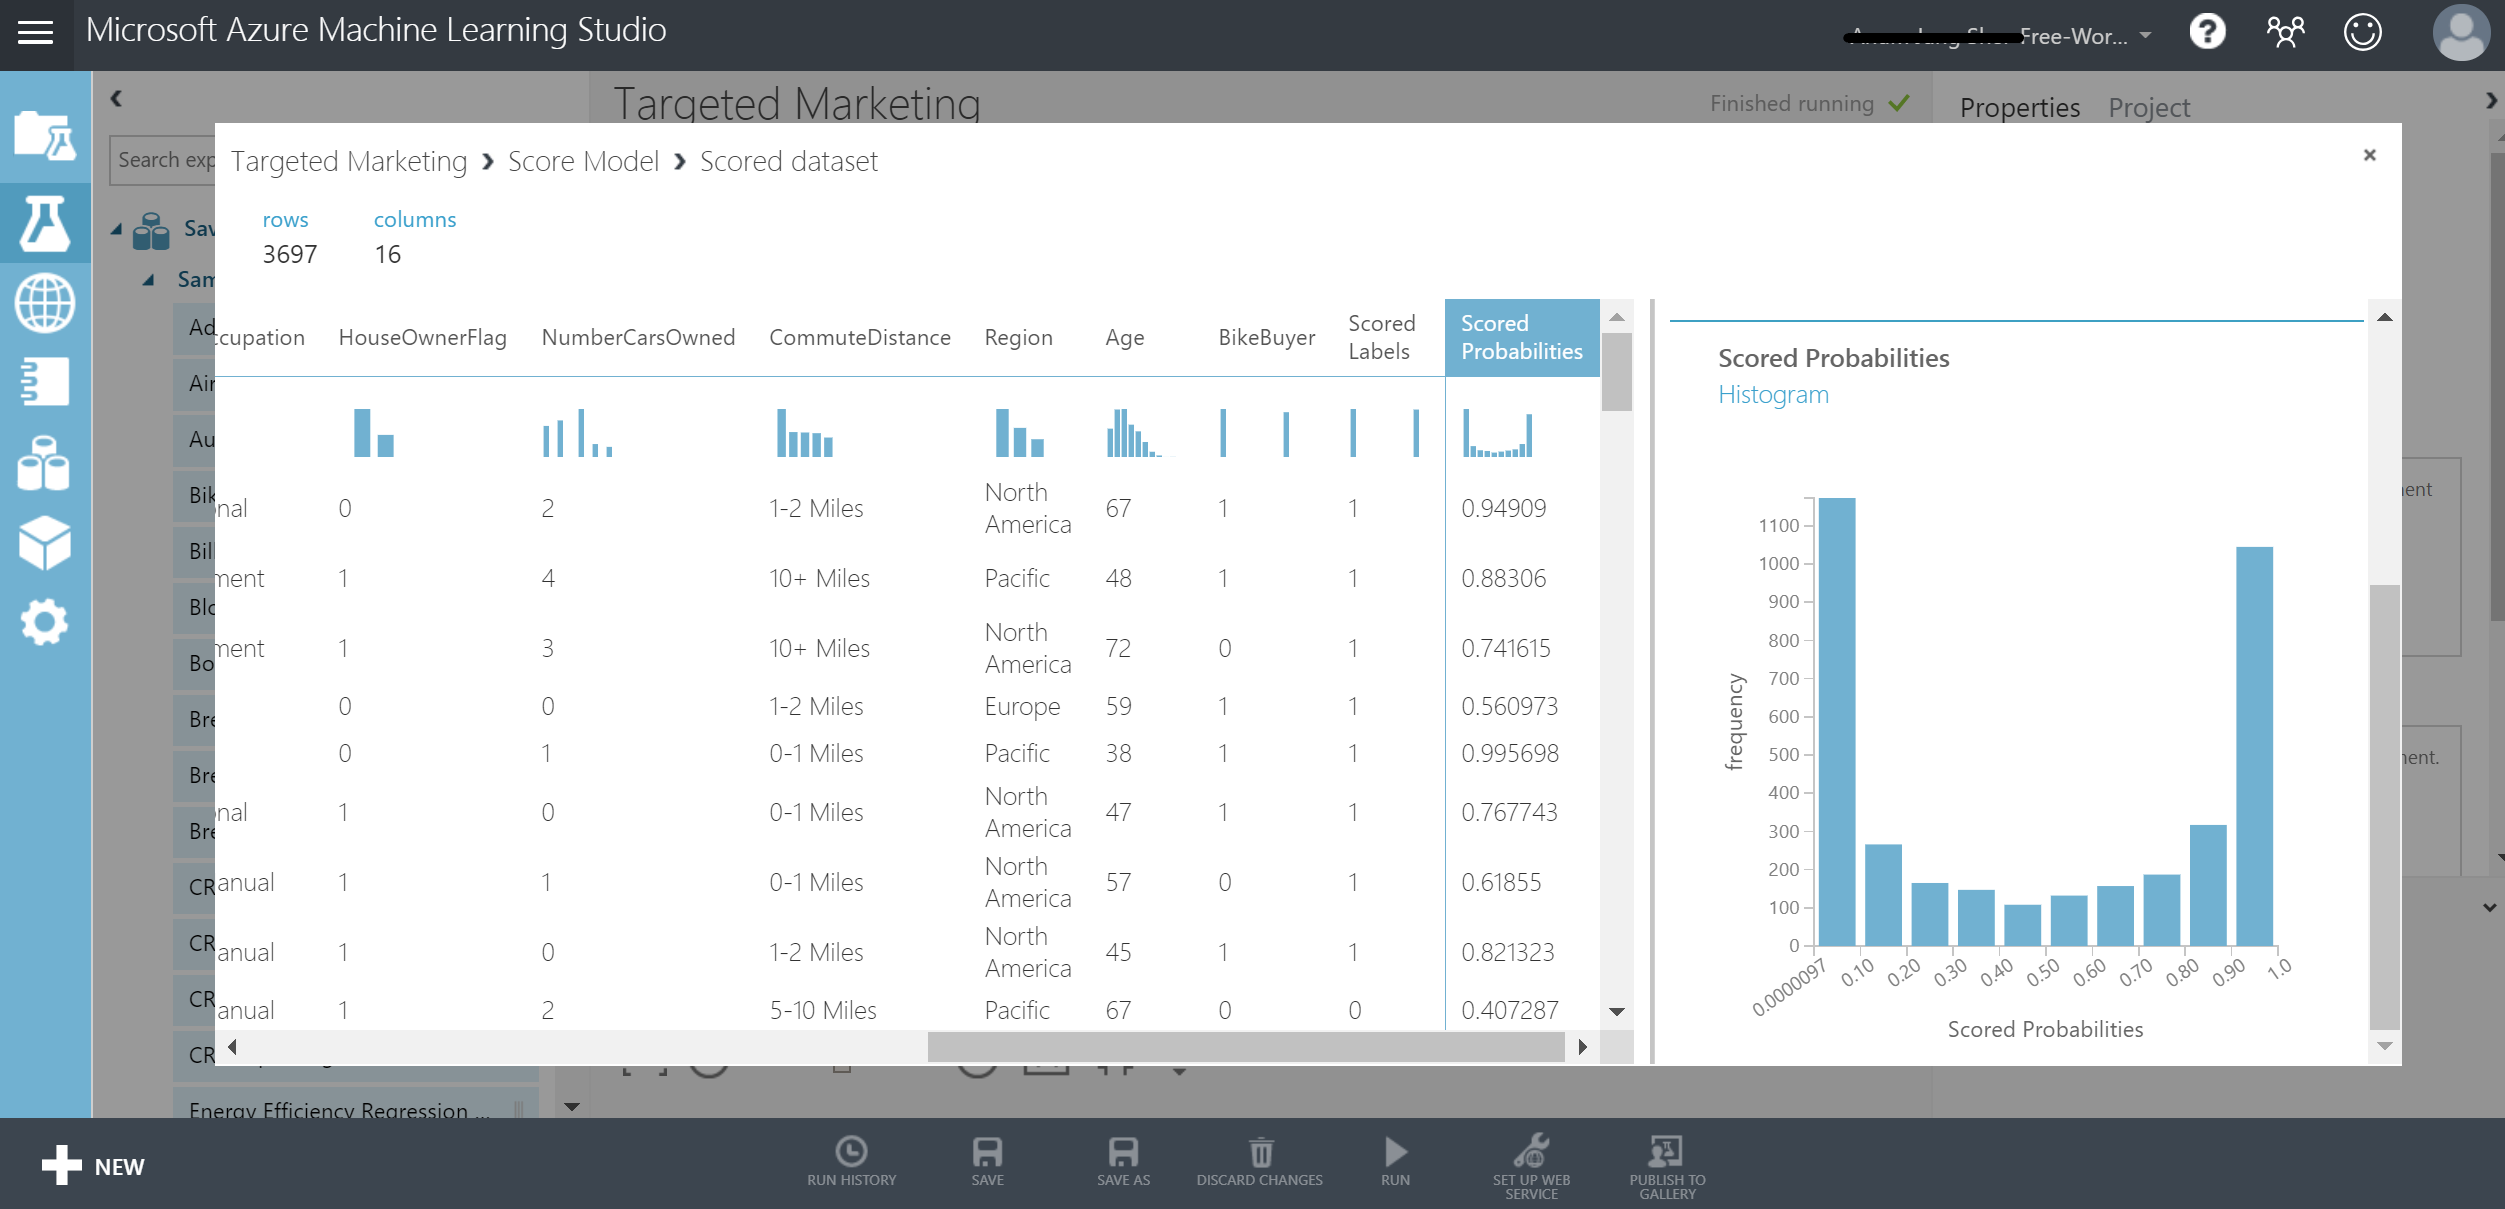 Microsoft Azure Machine Learning Studio
Free-Wor...
Targeted Marketing
Finished running
Properties Project
Search exp
Targeted Marketing > Score Model > Scored dataset
rows columns
3697 16
Sav
Sam
Ad
Air
Au
Bik
Bill
Blo
Bo
Bre
Bre
Bre
CR
CR
CR
CR
Energy Efficiency Regression ...
ccupation HouseOwnerFlag NumberCarsOwned CommuteDistance Region Age BikeBuyer Scored Labels Scored Probabilities
onal 0 2 1-2 Miles North America 67 1 1 0.94909
ment 1 4 10+ Miles Pacific 48 1 1 0.88306
ment 1 3 10+ Miles North America 72 0 1 0.741615
0 0 1-2 Miles Europe 59 1 1 0.560973
0 1 0-1 Miles Pacific 38 1 1 0.995698
onal 1 0 0-1 Miles North America 47 1 1 0.767743
anual 1 1 0-1 Miles North America 57 0 1 0.61855
anual 1 0 1-2 Miles North America 45 1 1 0.821323
anual 1 2 5-10 Miles Pacific 67 0 0 0.407287
Scored Probabilities
Histogram
1100
1000
900
800
700
600
500
400
300
200
100
0
frequency
0.0000097 0.10 0.20 0.30 0.40 0.50 0.60 0.70 0.80 0.90 1.0
Scored Probabilities
ent
ent.
NEW
RUN HISTORY
SAVE
SAVE AS
DISCARD CHANGES
RUN
SET UP WEB
SERVICE
PUBLISH TO
GALLERY